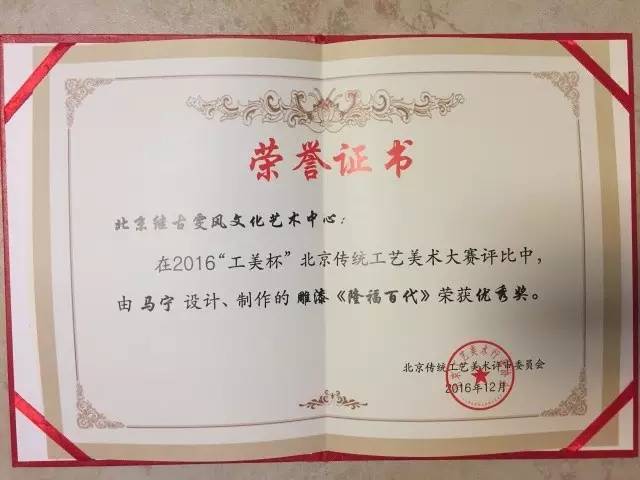 荣誉证书
北京继古雯风文化艺术中心：
在2016“工美杯”北京传统工艺美术大赛评比中，
由 马宁 设计、制作的 雕漆《隆福百代》荣获优秀奖。
北京传统工艺美术评审委员会
2016年12月